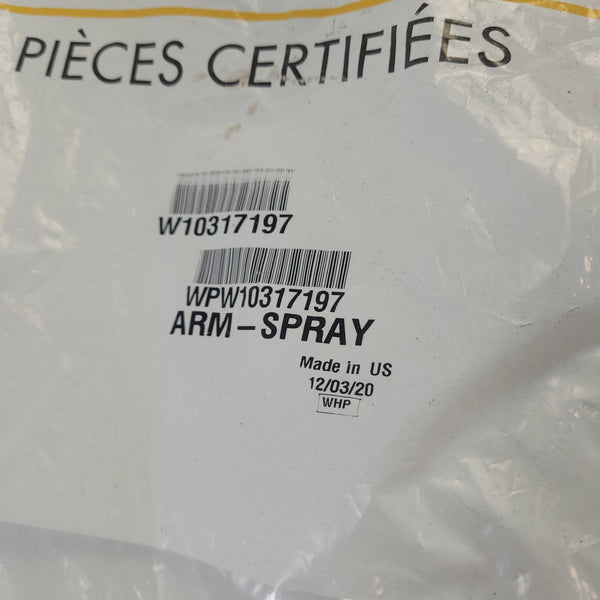 PIÈCES CERTIFIÉES
W10317197
WPW10317197
ARM-SPRAY
Made in US
12/03/20
WHP